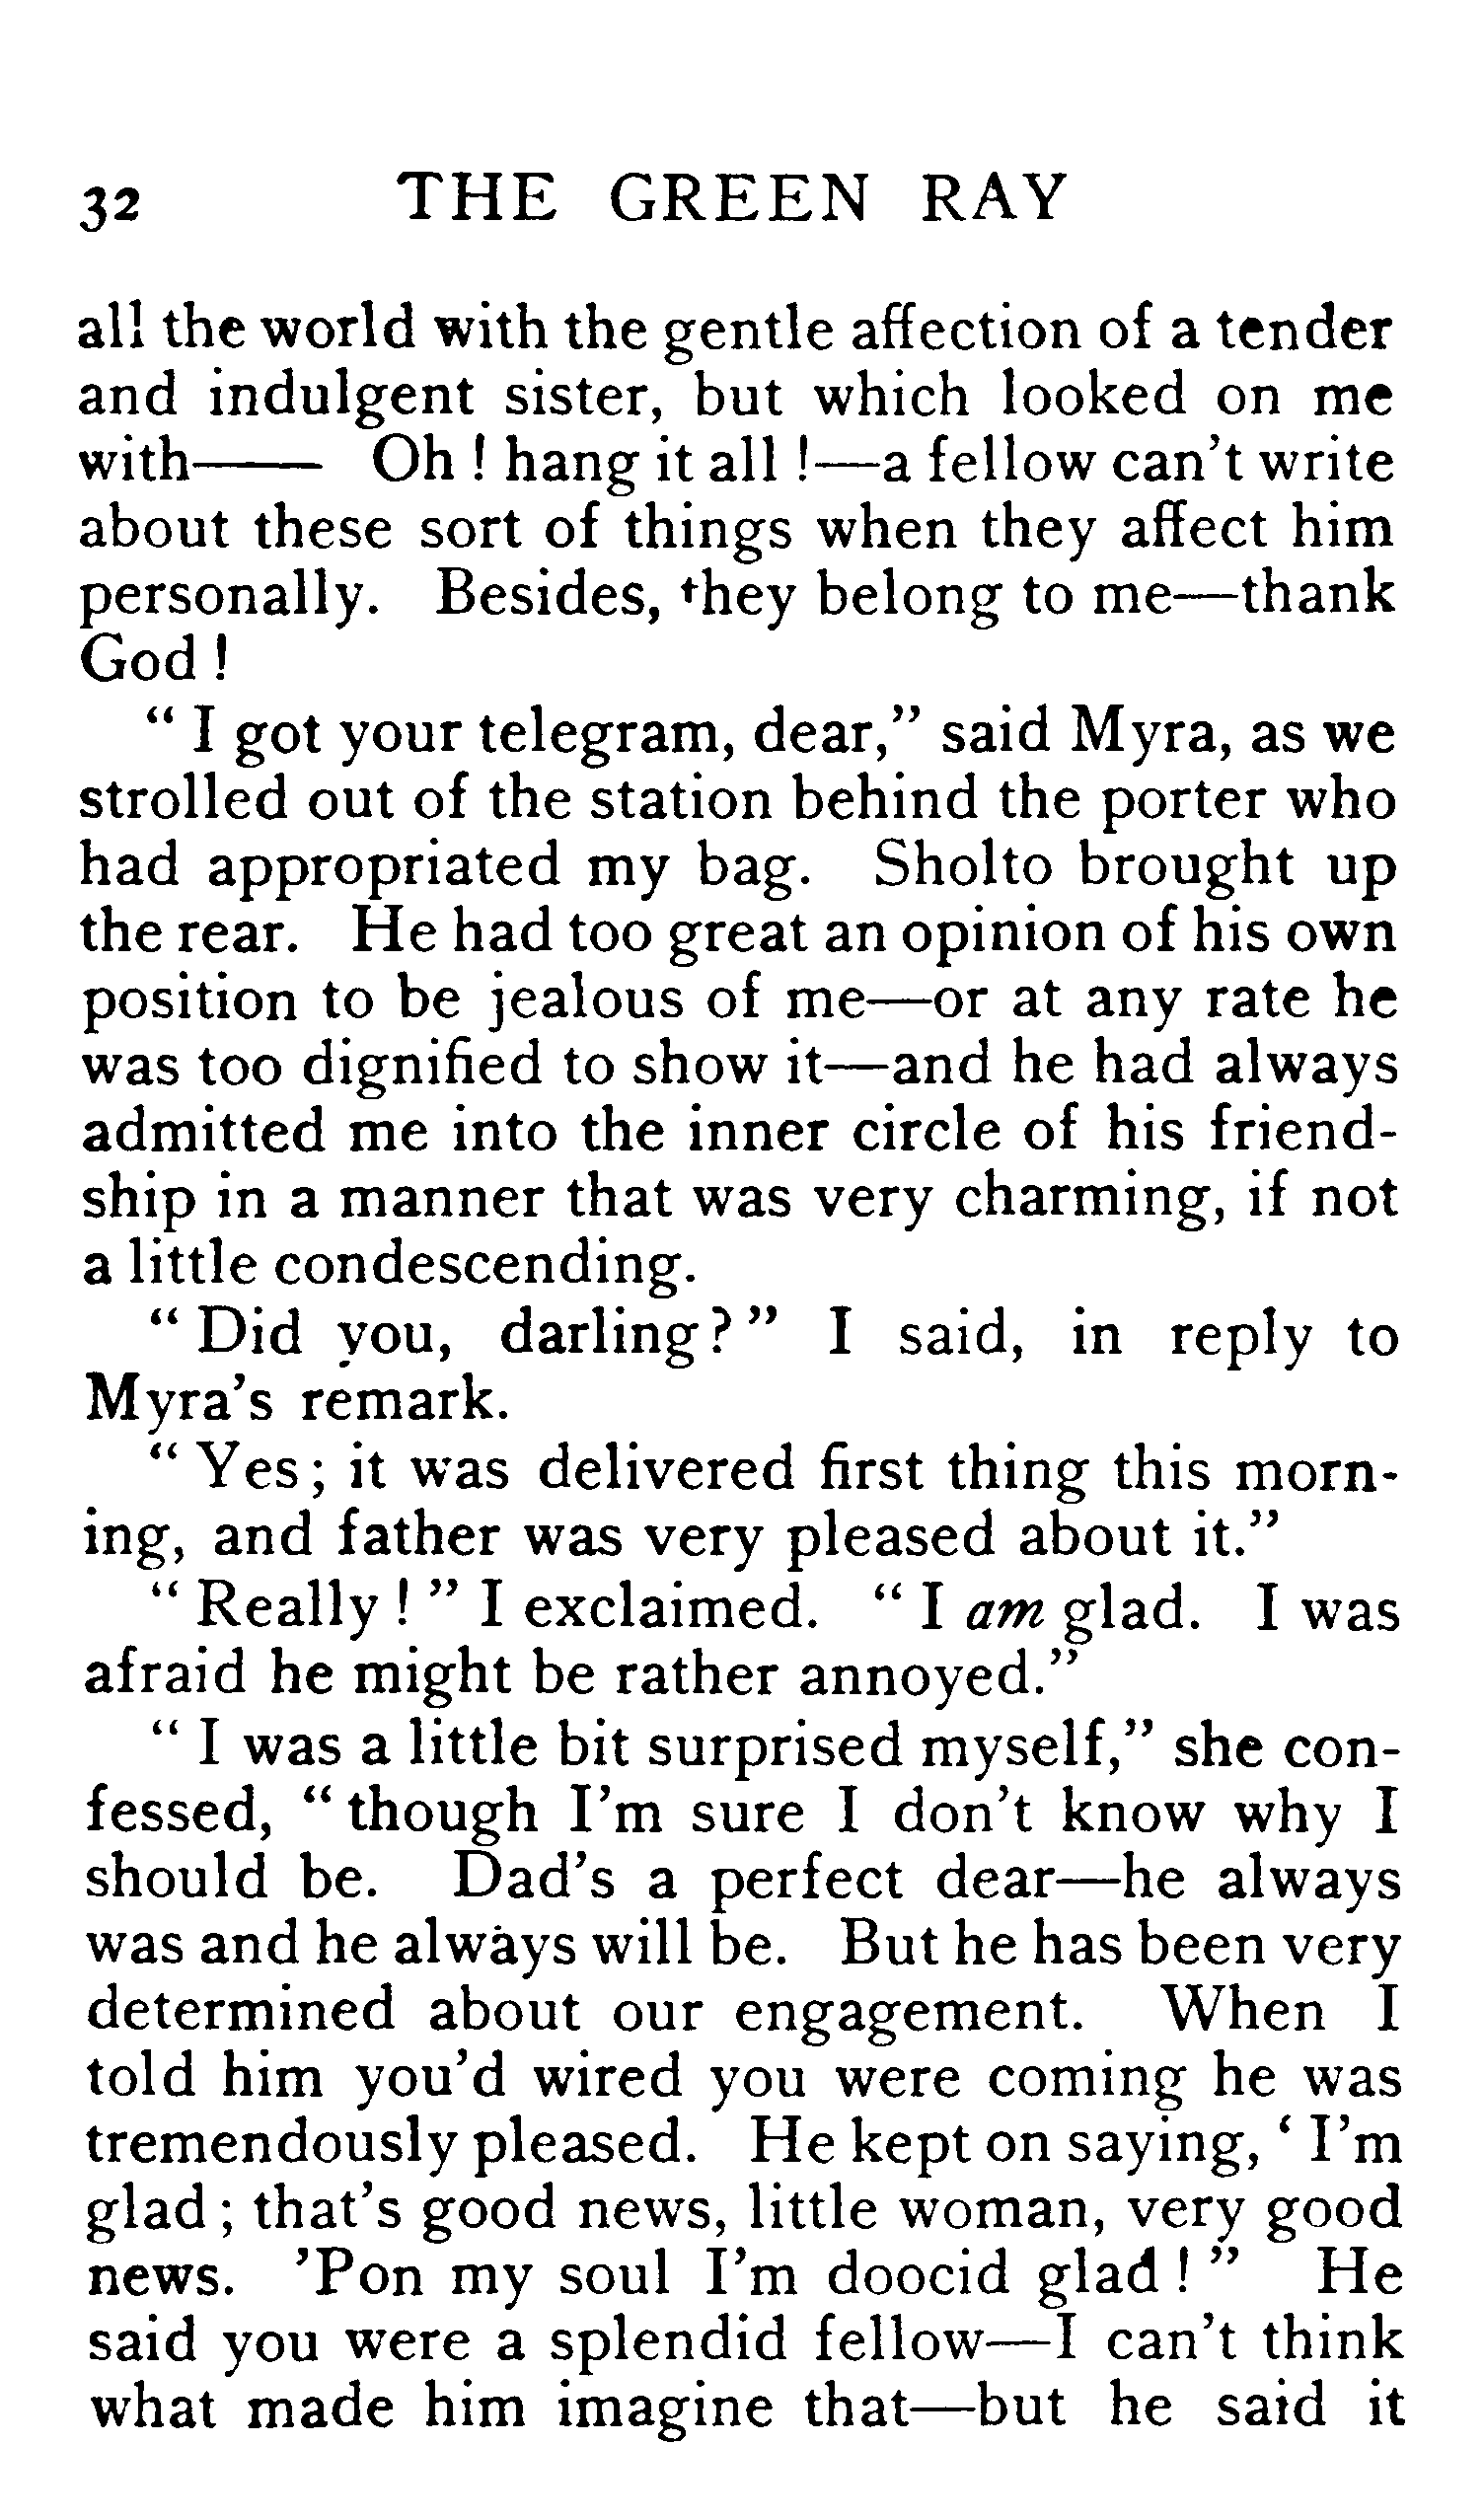 32 THE GREEN RAY
all the world with the gentle affection of a tender
and indulgent sister, but which looked on me
with—— Oh ! hang it all !—a fellow can't write
about these sort of things when they affect him
personally. Besides, they belong to me—thank
God !
" I got your telegram, dear," said Myra, as we
strolled out of the station behind the porter who
had appropriated my bag. Sholto brought up
the rear. He had too great an opinion of his own
position to be jealous of me—or at any rate he
was too dignified to show it—and he had always
admitted me into the inner circle of his friend-
ship in a manner that was very charming, if not
a little condescending.
" Did you, darling ? " I said, in reply to
Myra's remark.
" Yes ; it was delivered first thing this morn-
ing, and father was very pleased about it."
" Really ! " I exclaimed. " I am glad. I was
afraid he might be rather annoyed."
" I was a little bit surprised myself," she con-
fessed, " though I'm sure I don't know why I
should be. Dad's a perfect dear—he always
was and he always will be. But he has been very
determined about our engagement. When I
told him you'd wired you were coming he was
tremendously pleased. He kept on saying, ' I'm
glad ; that's good news, little woman, very good
news. 'Pon my soul I'm doocid glad ! " He
said you were a splendid fellow—I can't think
what made him imagine that—but he said it